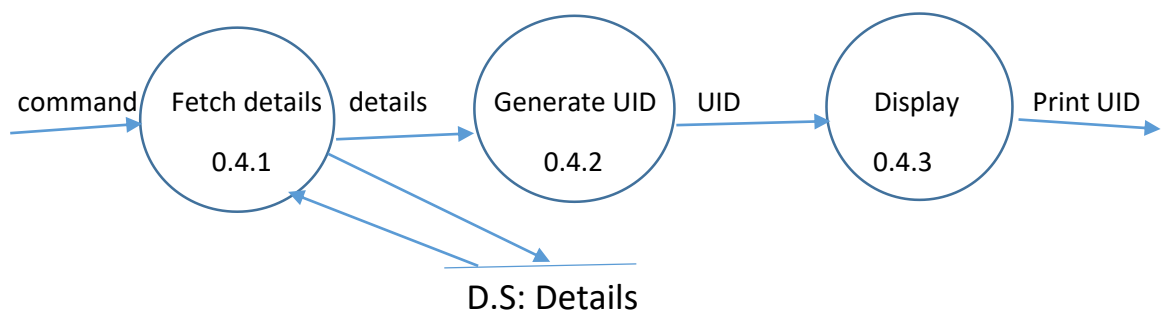 command
Fetch details
0.4.1
details
Generate UID
0.4.2
UID
Display
0.4.3
Print UID
D.S: Details